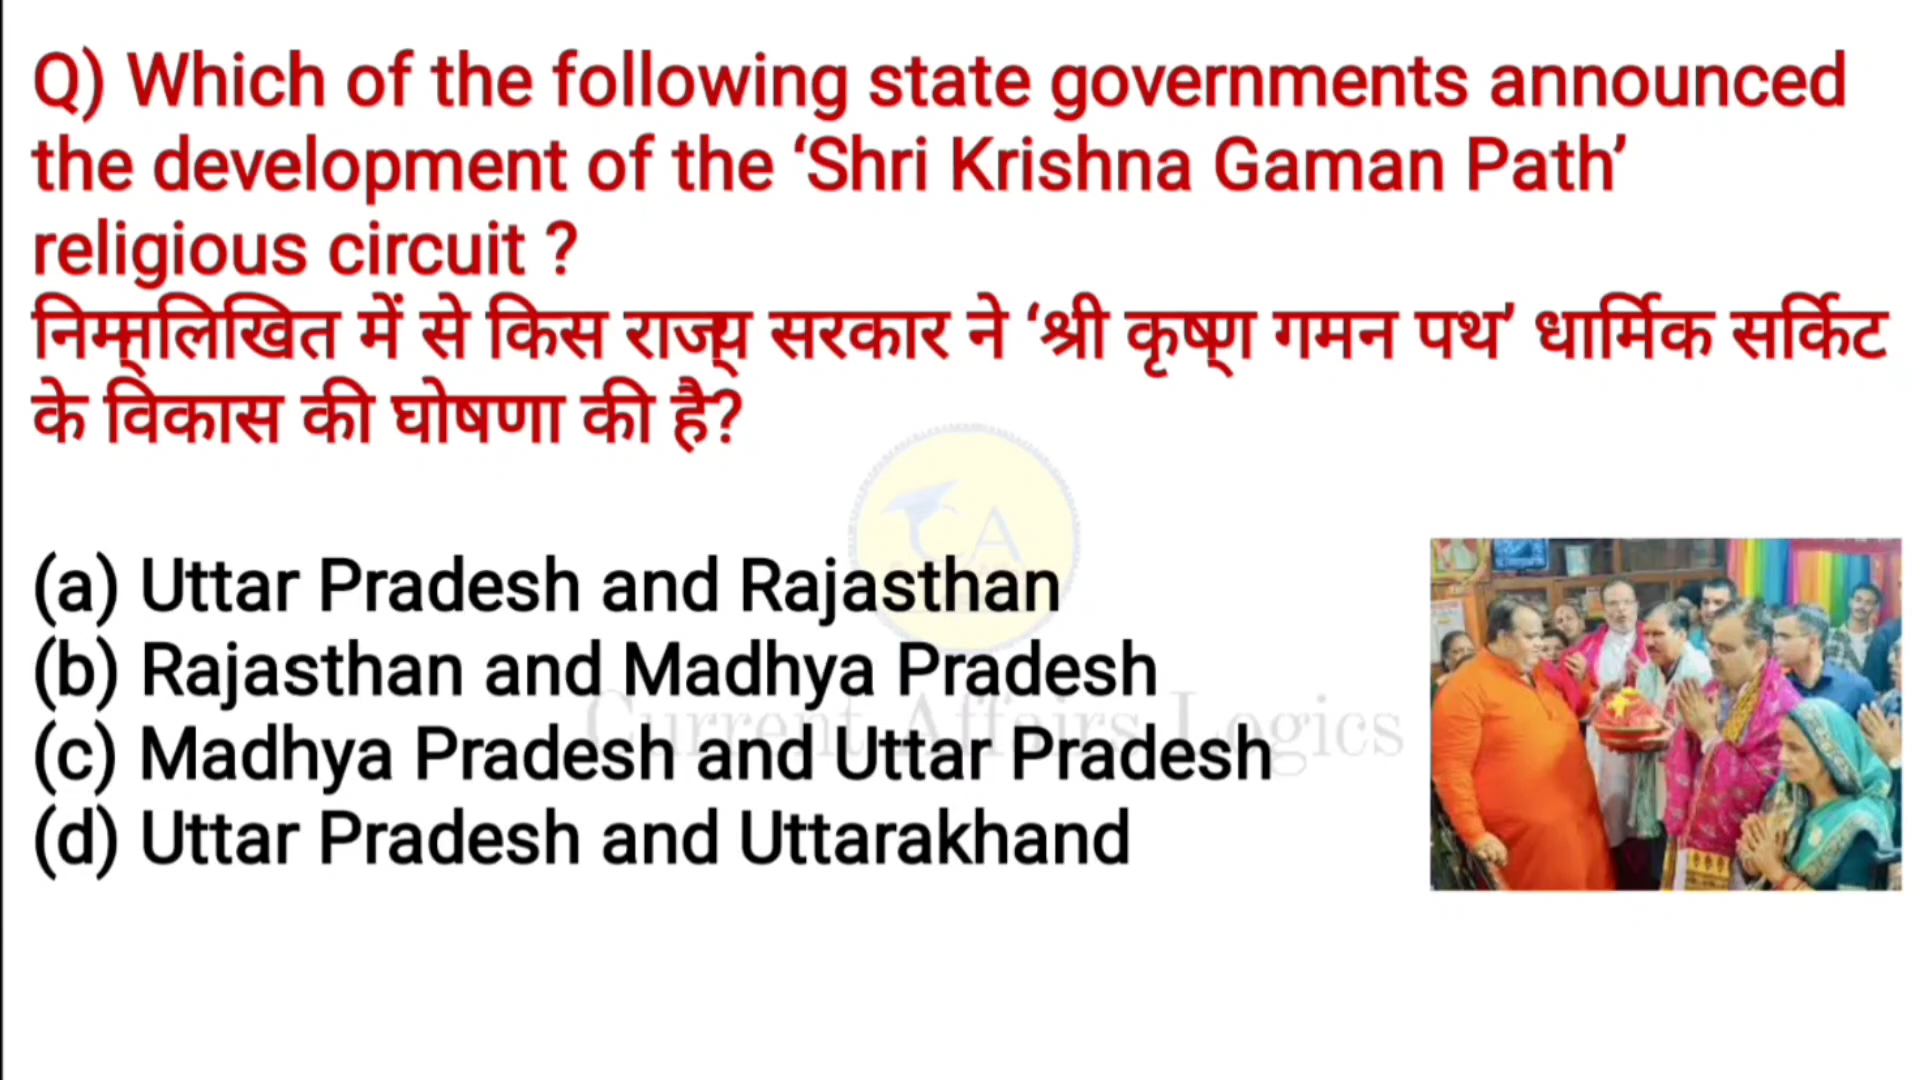 Q) Which of the following state governments announced
the development of the ‘Shri Krishna Gaman Path’
religious circuit ?
निम्नलिखित में से किस राज्य सरकार ने ‘श्री कृष्ण गमन पथ’ धार्मिक सर्किट
के विकास की घोषणा की है?
CA
(a) Uttar Pradesh and Rajasthan
(b) Rajasthan and Madhya Pradesh
Current Affairs Logics
(c) Madhya Pradesh and Uttar Pradesh
(d) Uttar Pradesh and Uttarakhand